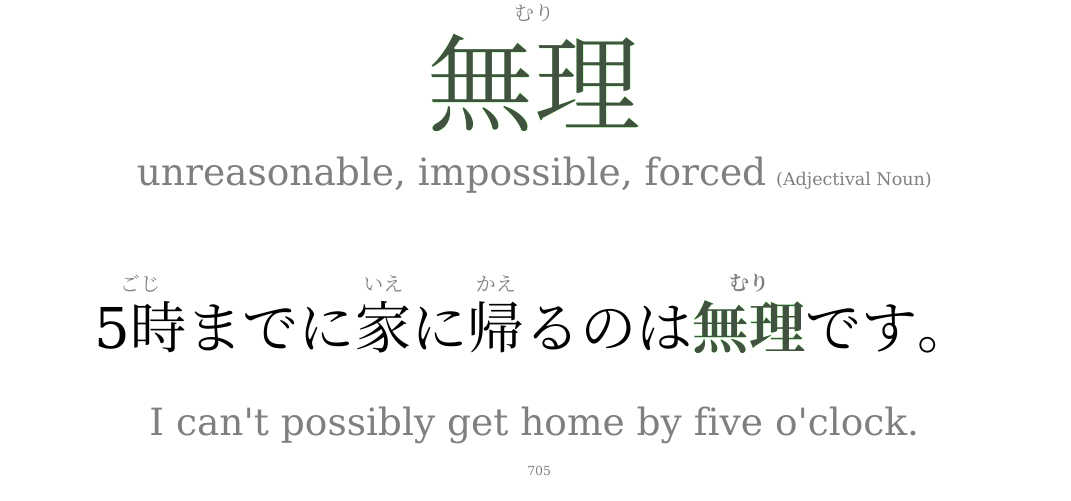 むり
無理
unreasonable, impossible, forced (Adjectival Noun)
ごじ いえ かえ むり
5時までに家に帰るのは無理です。
I can't possibly get home by five o'clock.
705